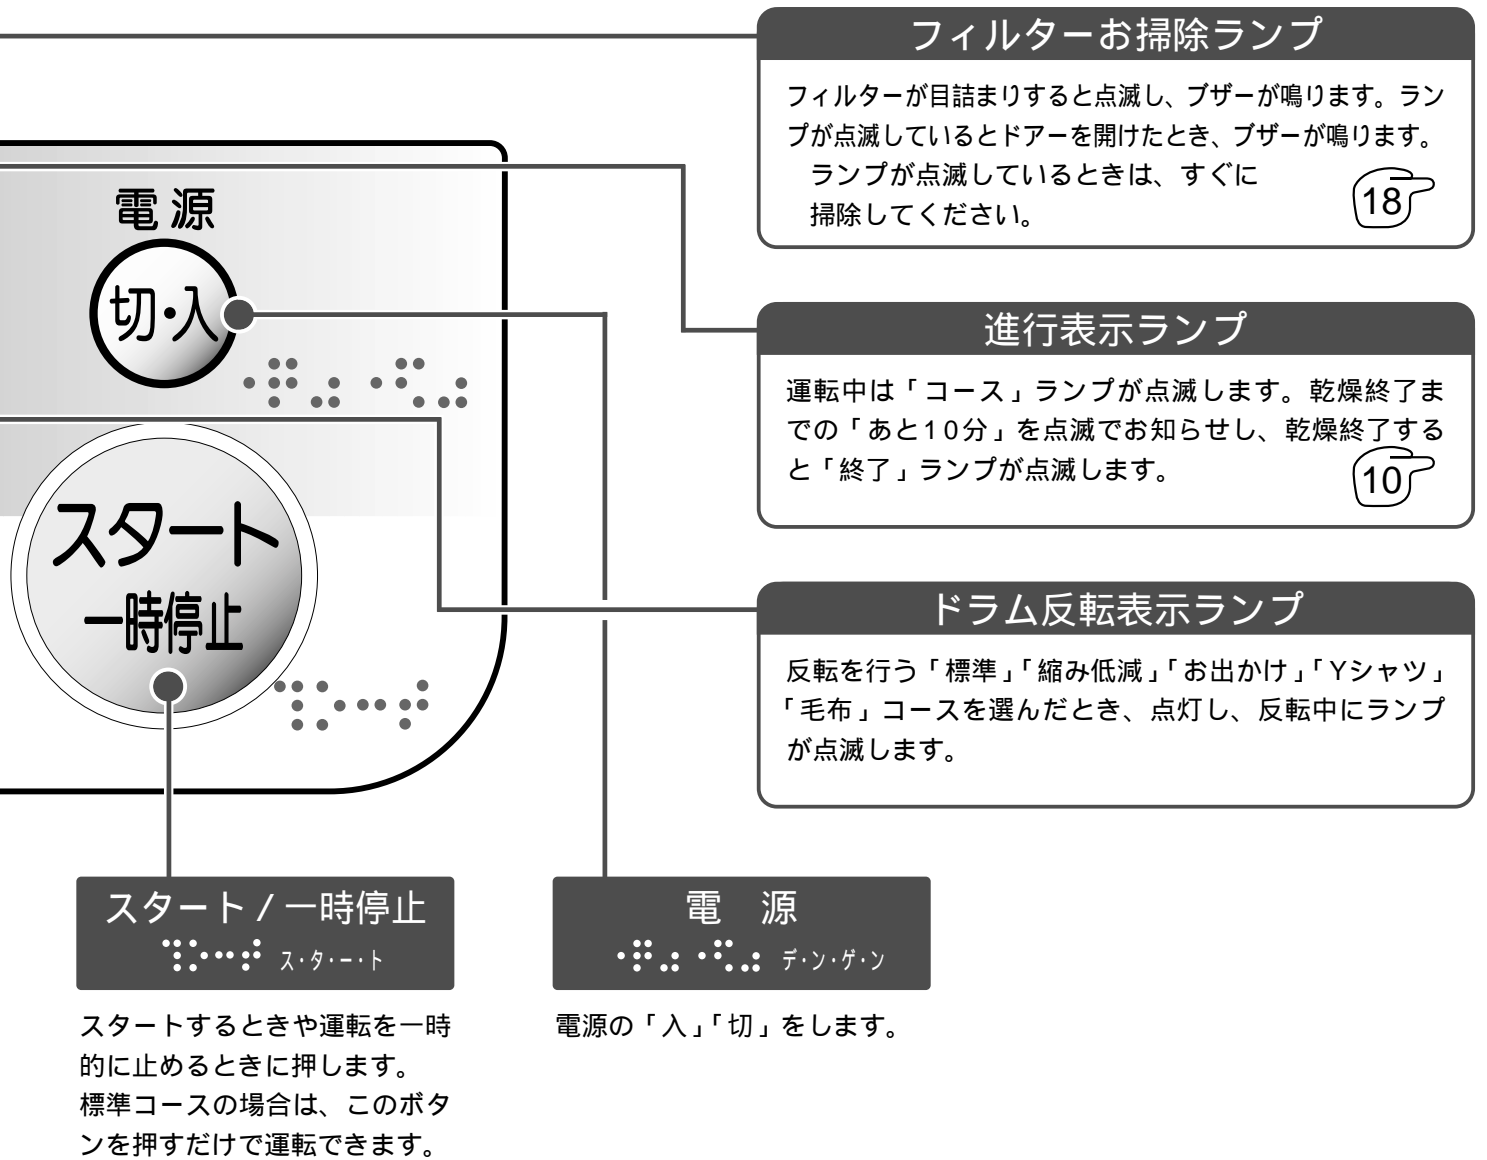 フィルターお掃除ランプ
フィルターが目詰まりすると点滅し、ブザーが鳴ります。ラン
プが点滅しているとドアーを開けたとき、ブザーが鳴ります。
ランプが点滅しているときは、すぐに
掃除してください。
18
電源
切・入
進行表示ランプ
運転中は「コース」ランプが点滅します。乾燥終了ま
での「あと10分」を点滅でお知らせし、乾燥終了する
と「終了」ランプが点滅します。
10
スタート
一時停止
ドラム反転表示ランプ
反転を行う「標準」「縮み低減」「お出かけ」「Yシャツ」
「毛布」コースを選んだとき、点灯し、反転中にランプ
が点滅します。
スタート/一時停止
⠹⠕⠒⠞ ス・タ・ー・ト
スタートするときや運転を一時
的に止めるときに押します。
標準コースの場合は、このボタ
ンを押すだけで運転できます。
電 源
⠐⠟⠴⠐⠫⠴ デ・ン・ゲ・ン
電源の「入」「切」をします。